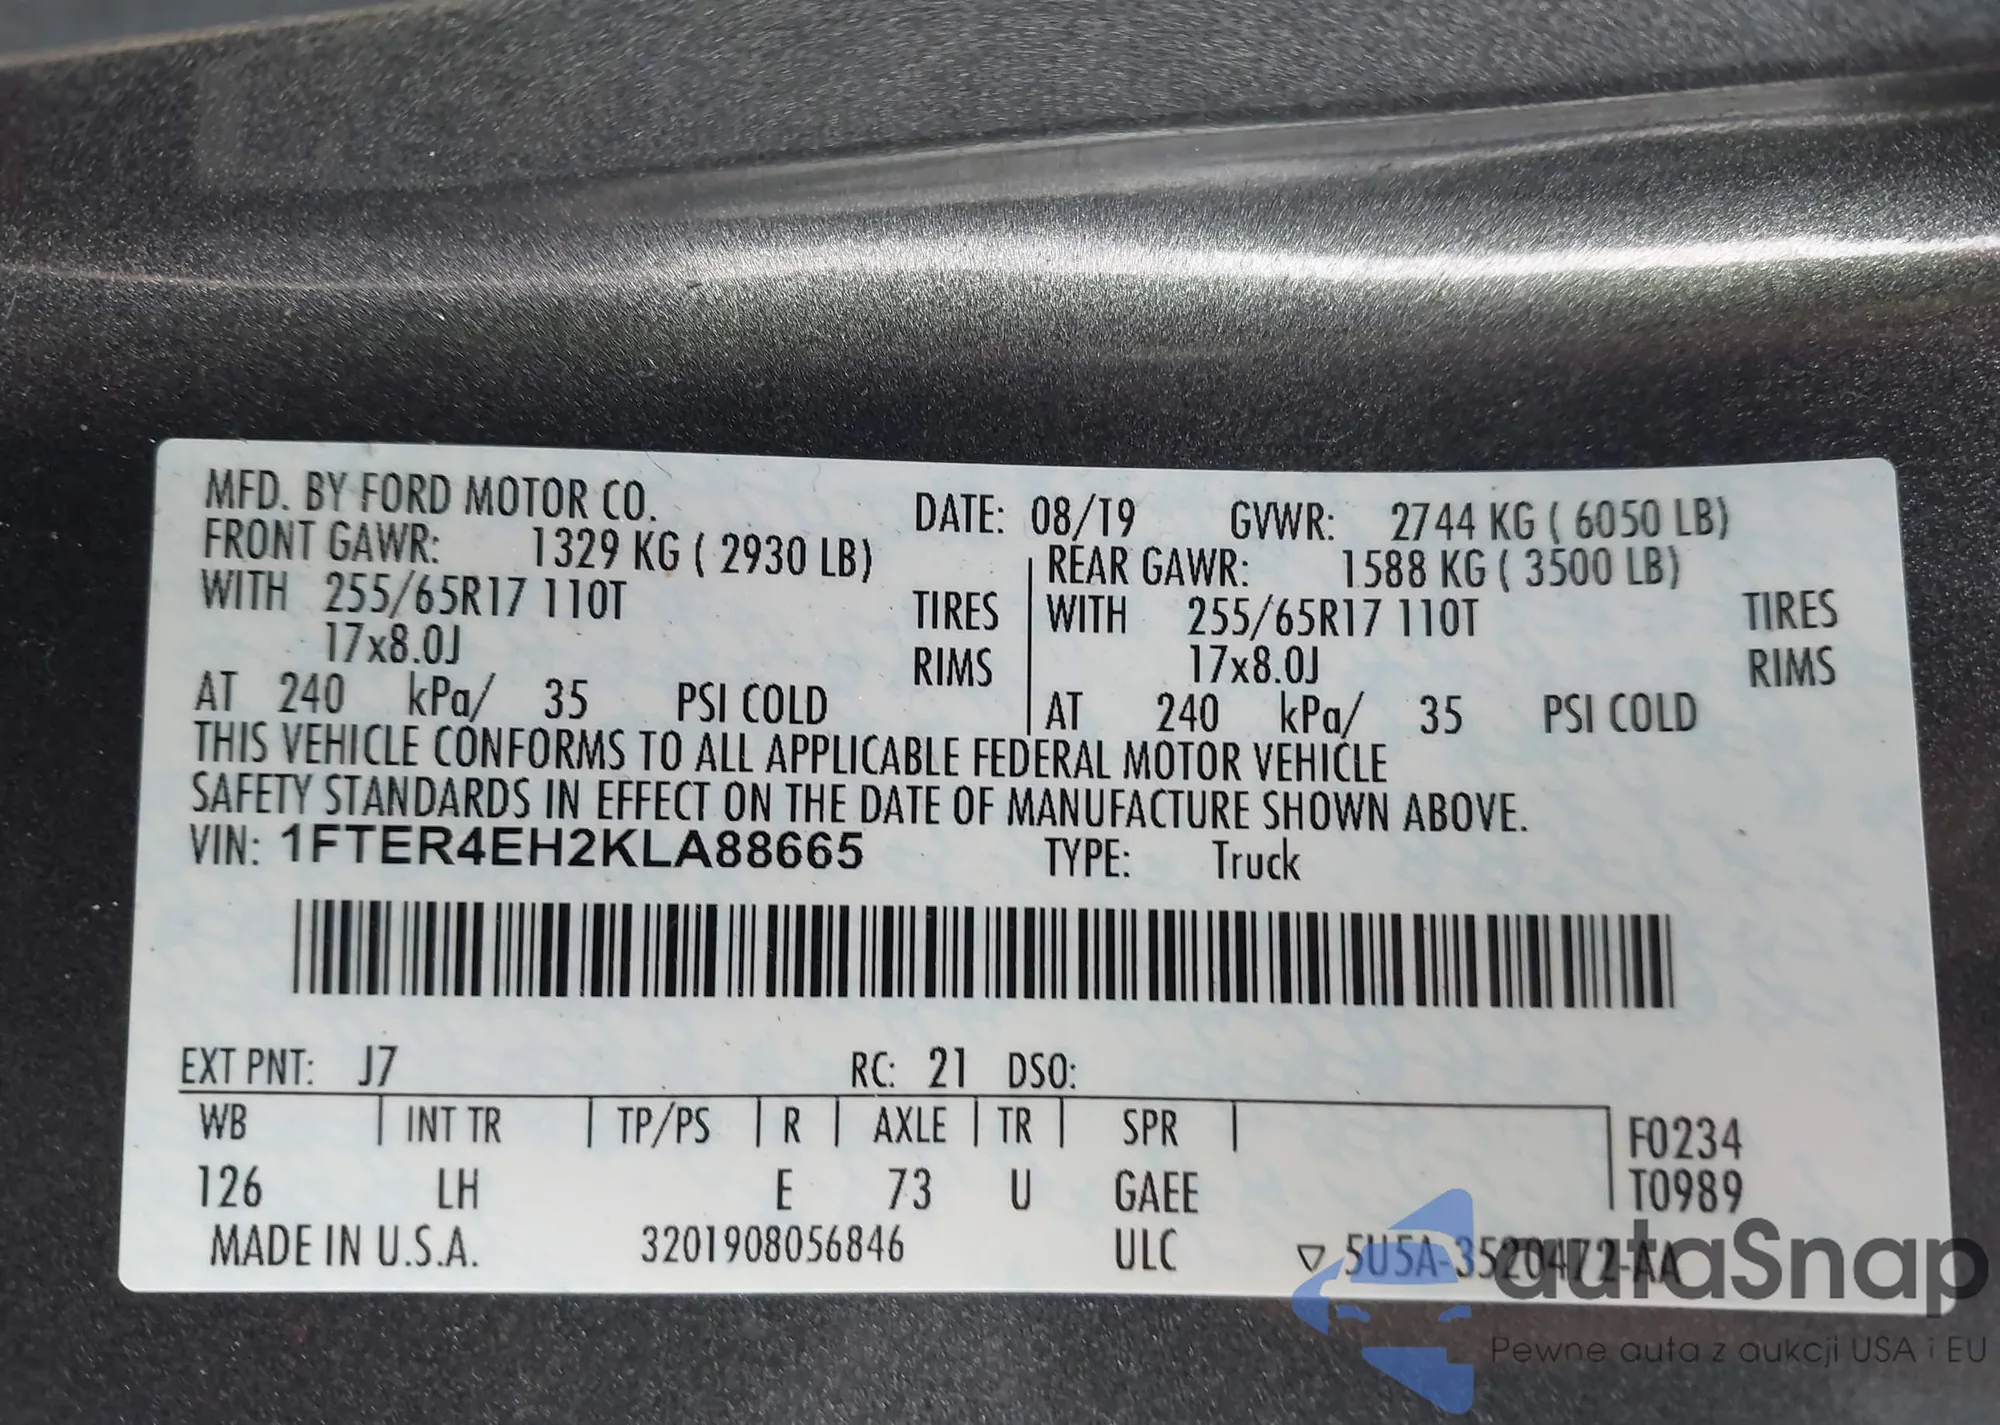 MFD. BY FORD MOTOR CO. DATE: 08/19 GVWR: 2744 KG ( 6050 LB)
FRONT GAWR: 1329 KG ( 2930 LB) REAR GAWR: 1588 KG ( 3500 LB)
WITH 255/65R17 110T TIRES WITH 255/65R17 110T TIRES
17x8.0J RIMS 17x8.0J RIMS
AT 240 kPa/ 35 PSI COLD AT 240 kPa/ 35 PSI COLD
THIS VEHICLE CONFORMS TO ALL APPLICABLE FEDERAL MOTOR VEHICLE
SAFETY STANDARDS IN EFFECT ON THE DATE OF MANUFACTURE SHOWN ABOVE.
VIN: 1FTER4EH2KLA88665 TYPE: Truck
EXT PNT: J7 RC: 21 DSO:
WB INT TR TP/PS R AXLE TR SPR F0234
126 LH E 73 U GAEE T0989
MADE IN U.S.A. 3201908056846 ULC ▽ 5U5A-3520472-AA
autaSnap
Pewne auta z aukcji USA i EU